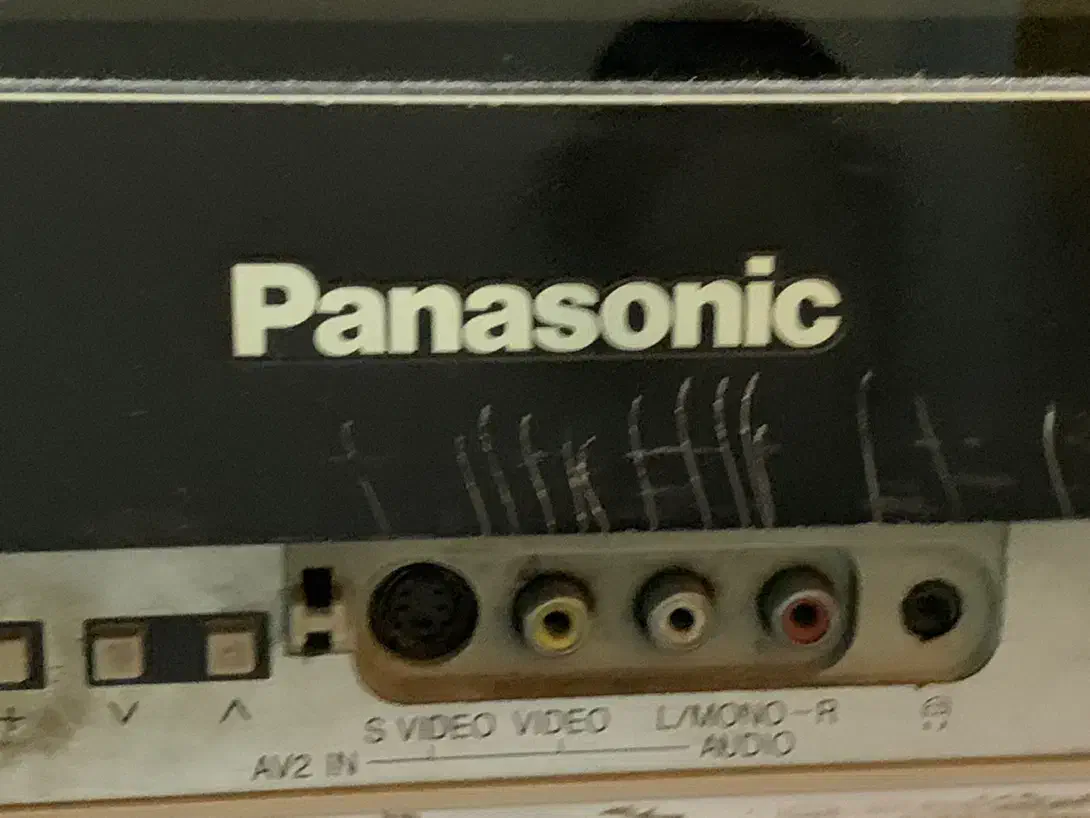 Panasonic
+ ∨ ∧
S VIDEO VIDEO L/MONO-R
AV2 IN AUDIO